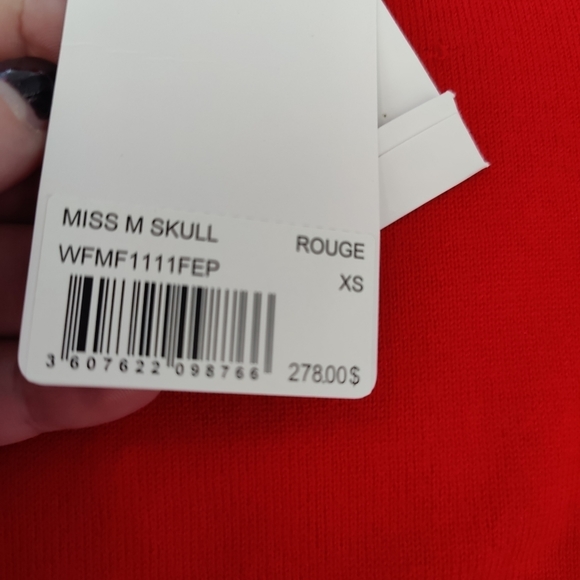 MISS M SKULL
ROUGE
WFMF1111FEP
XS
3 607622 098766
278.00$